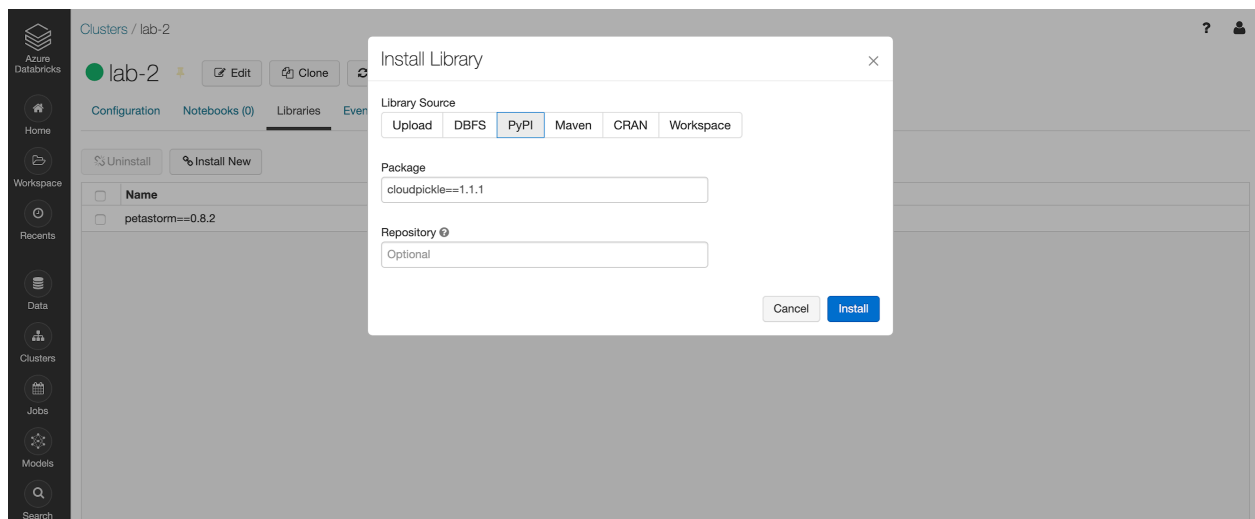 Azure
Databricks
Home
Workspace
Recents
Data
Clusters
Jobs
Models
Search
Clusters / lab-2
?
lab-2
Edit
Clone
Configuration
Notebooks (0)
Libraries
Even
Uninstall
Install New
Name
petastorm==0.8.2
Install Library
×
Library Source
Upload
DBFS
PyPI
Maven
CRAN
Workspace
Package
cloudpickle==1.1.1
Repository ?
Optional
Cancel
Install